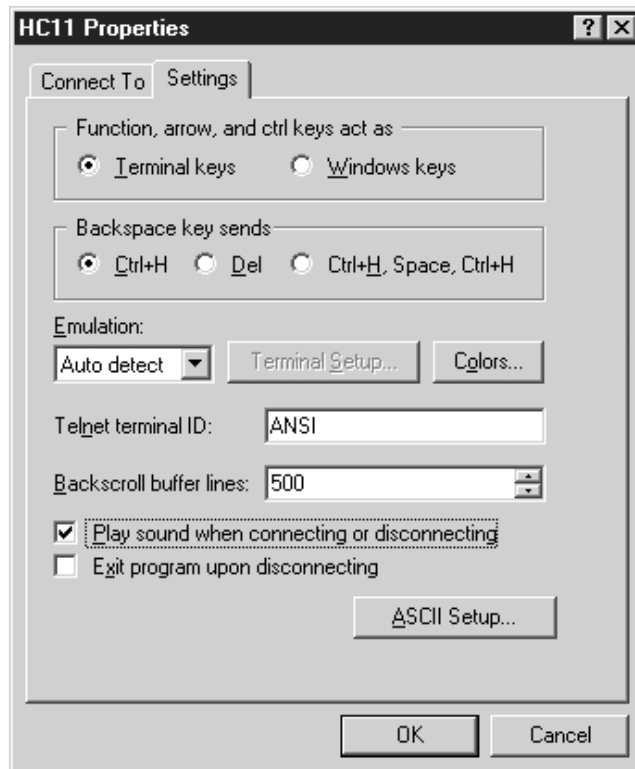 HC11 Properties ? X
Connect To Settings
Function, arrow, and ctrl keys act as
Terminal keys Windows keys
Backspace key sends
Ctrl+H Del Ctrl+H, Space, Ctrl+H
Emulation:
Auto detect Terminal Setup... Colors...
Telnet terminal ID: ANSI
Backscroll buffer lines: 500
Play sound when connecting or disconnecting
Exit program upon disconnecting
ASCII Setup...
OK Cancel